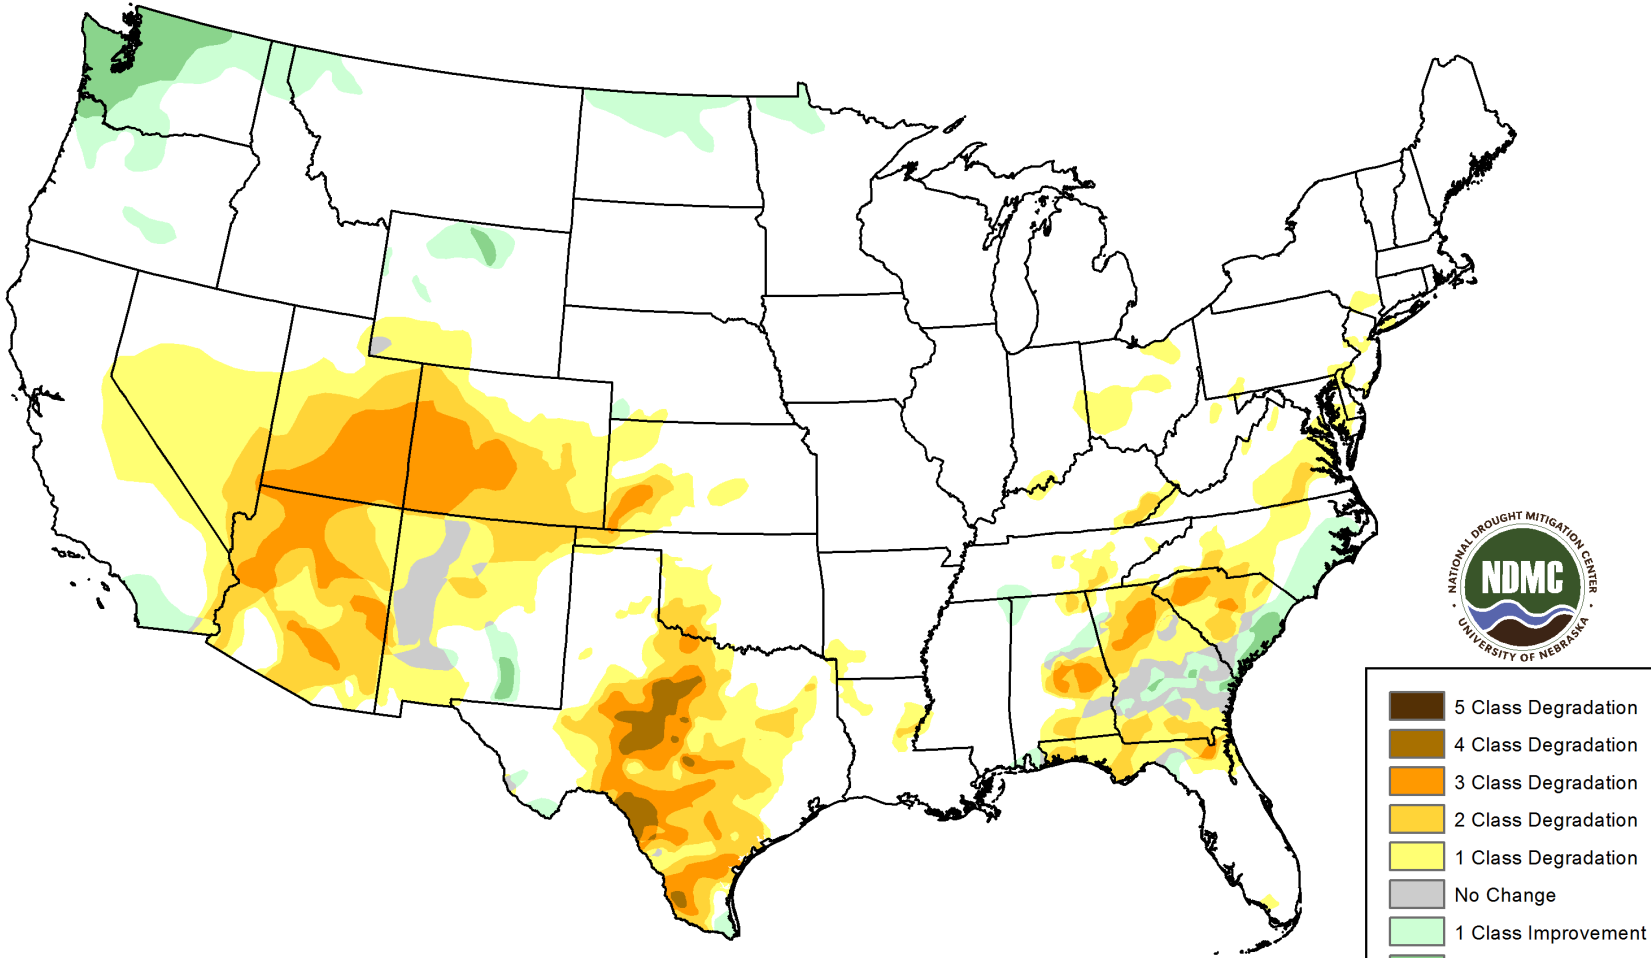 NATIONAL DROUGHT MITIGATION CENTER
NDMC
UNIVERSITY OF NEBRASKA
5 Class Degradation
4 Class Degradation
3 Class Degradation
2 Class Degradation
1 Class Degradation
No Change
1 Class Improvement